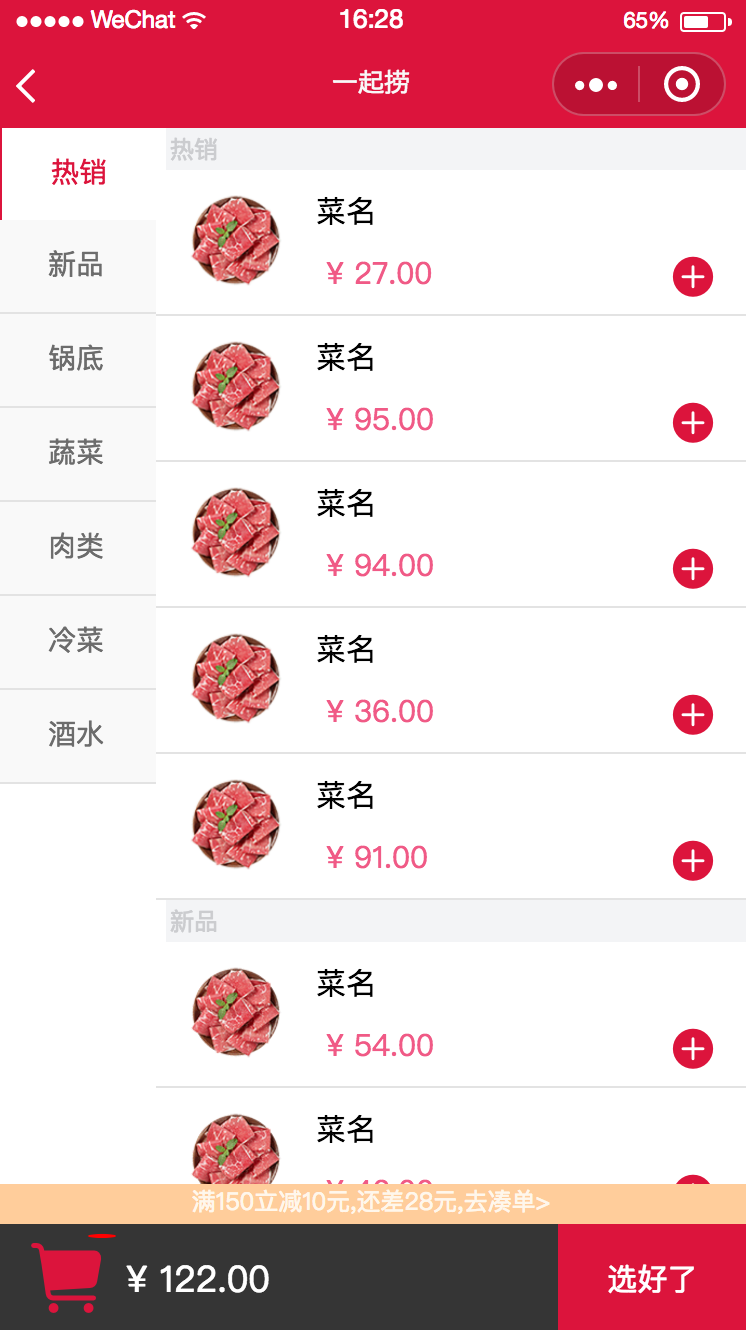 WeChat 16:28 65%
一起捞
热销
新品
锅底
蔬菜
肉类
冷菜
酒水
热销
菜名
¥ 27.00
菜名
¥ 95.00
菜名
¥ 94.00
菜名
¥ 36.00
菜名
¥ 91.00
新品
菜名
¥ 54.00
菜名
满150立减10元,还差28元,去凑单>
¥ 122.00
选好了